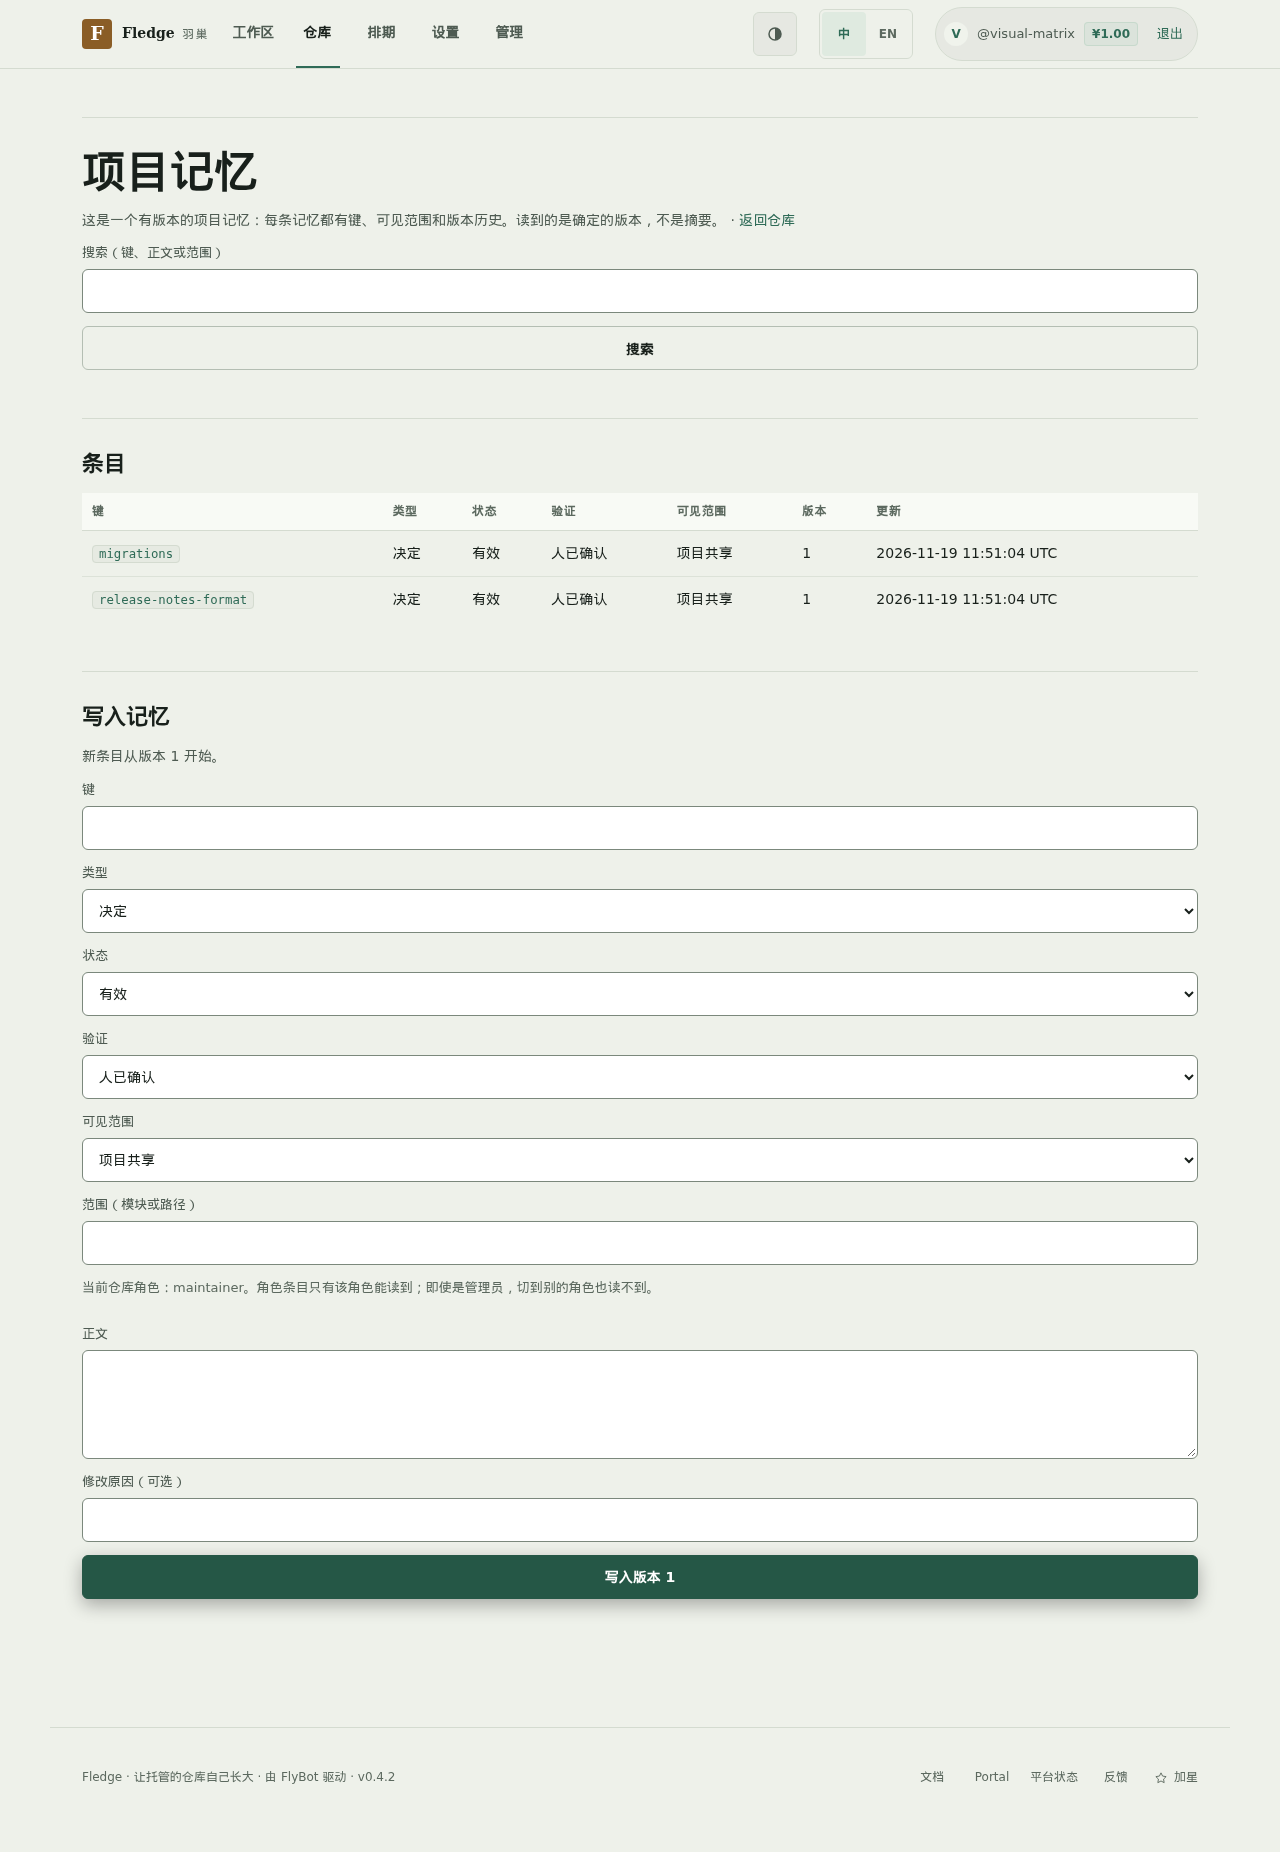 F Fledge 羽巢 工作区 仓库 排期 设置 管理 中 EN V @visual-matrix ¥1.00 退出
项目记忆
这是一个有版本的项目记忆：每条记忆都有键、可见范围和版本历史。读到的是确定的版本，不是摘要。 · 返回仓库
搜索（键、正文或范围）
搜索
条目
键 类型 状态 验证 可见范围 版本 更新
migrations 决定 有效 人已确认 项目共享 1 2026-11-19 11:51:04 UTC
release-notes-format 决定 有效 人已确认 项目共享 1 2026-11-19 11:51:04 UTC
写入记忆
新条目从版本 1 开始。
键
类型
决定
状态
有效
验证
人已确认
可见范围
项目共享
范围（模块或路径）
当前仓库角色：maintainer。角色条目只有该角色能读到；即使是管理员，切到别的角色也读不到。
正文
修改原因（可选）
写入版本 1
Fledge · 让托管的仓库自己长大 · 由 FlyBot 驱动 · v0.4.2 文档 Portal 平台状态 反馈 加星